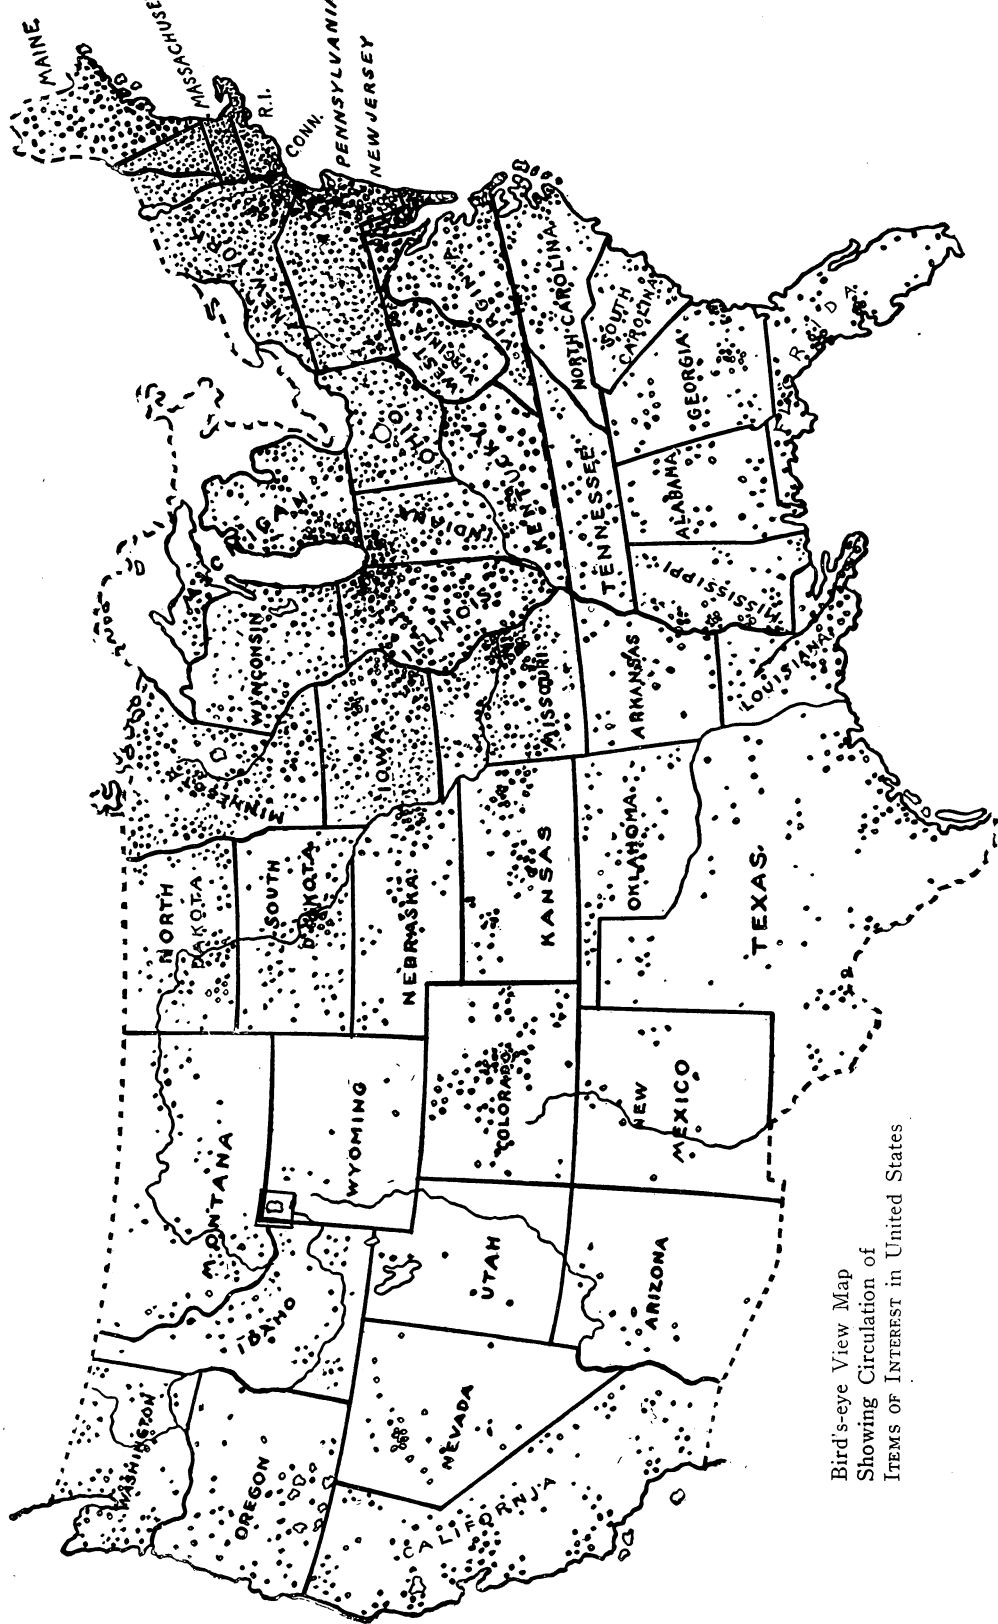 WASHINGTON
OREGON
CALIFORNIA
NEVADA
IDAHO
MONTANA
WYOMING
UTAH
ARIZONA
COLORADO
NEW
MEXICO
NORTH
DAKOTA
SOUTH
DAKOTA
NEBRASKA
KANSAS
OKLAHOMA
TEXAS
MINNESOTA
IOWA
MISSOURI
ARKANSAS
LOUISIANA
WINCONSIN
ILLINOIS
MICHIGAN
INDIANA
OHIO
KENTUCKY
TENNESSEE
MISSISSIPPI
ALABAMA
GEORGIA
FLORIDA
SOUTH
CAROLINA
NORTH CAROLINA
VIRGINIA
WEST
VIRGINIA
NEW YORK
MAINE
MASSACHUSE
R.I.
CONN.
PENNSYLVANIA
NEW JERSEY
Bird's-eye View Map
Showing Circulation of
ITEMS OF INTEREST in United States